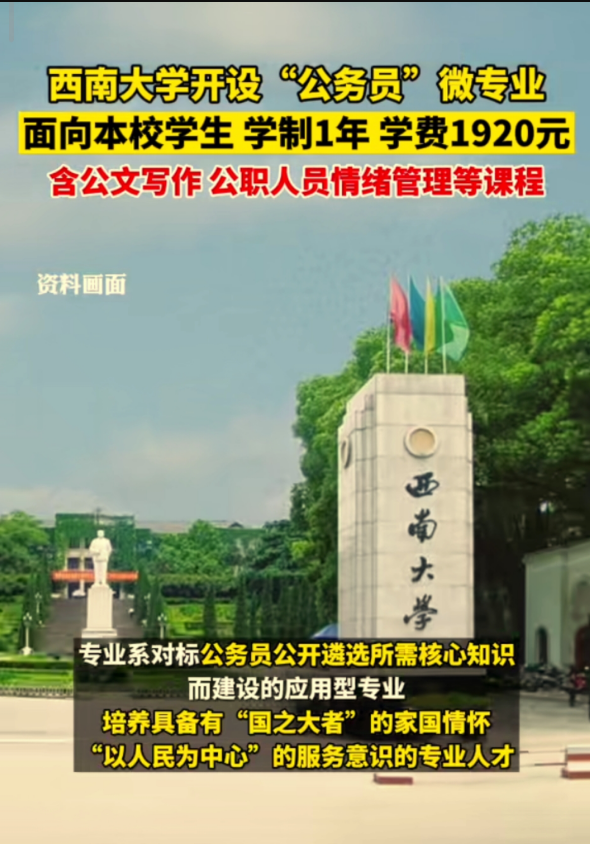 西南大学开设“公务员”微专业
面向本校学生 学制1年 学费1920元
含公文写作 公职人员情绪管理等课程
资料画面
西南大学
专业系对标公务员公开遴选所需核心知识
而建设的应用型专业
培养具备有“国之大者”的家国情怀
“以人民为中心”的服务意识的专业人才